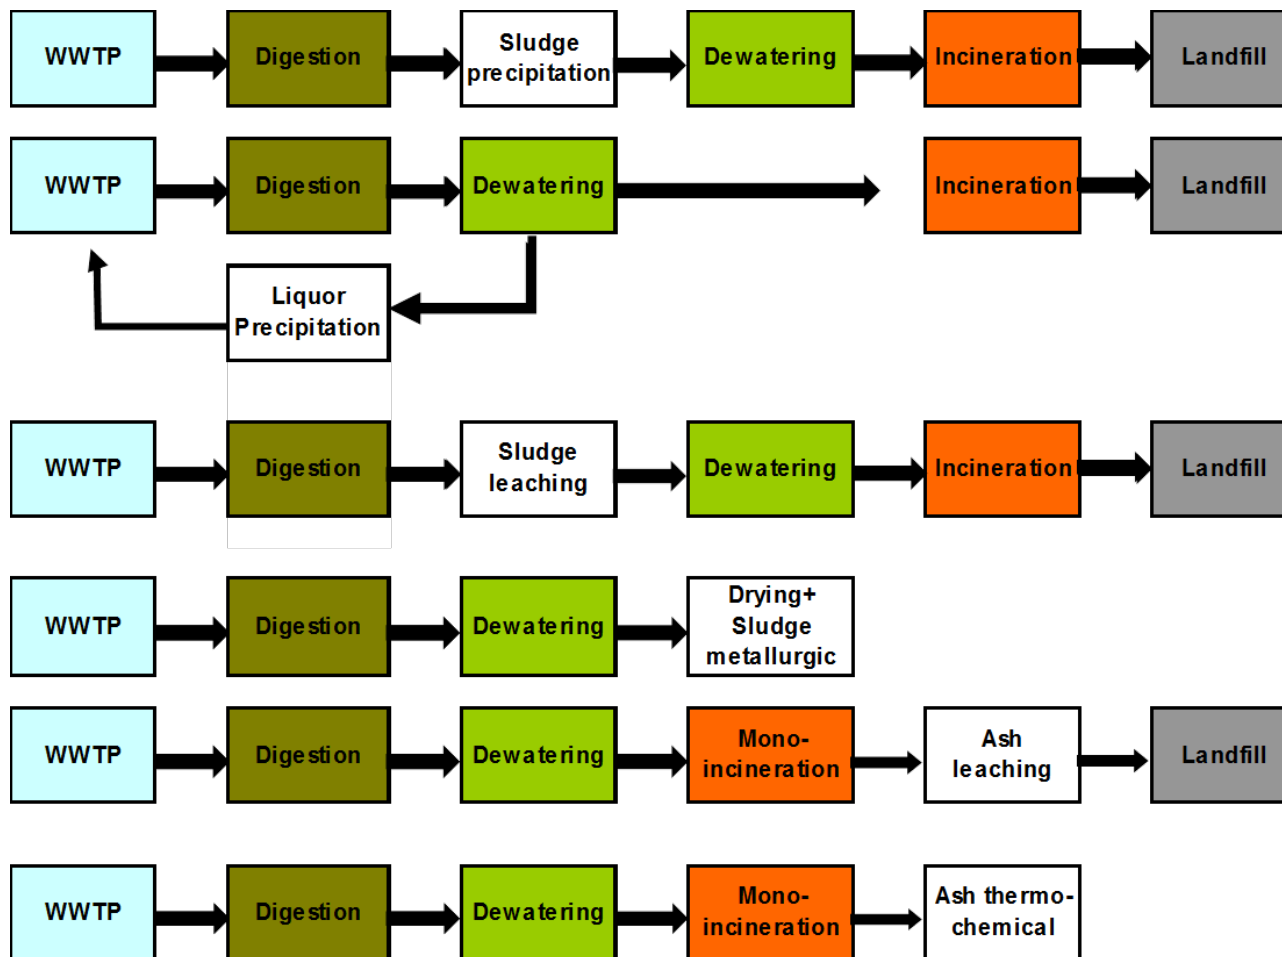 WWTP
Digestion
Sludge
precipitation
Dewatering
Incineration
Landfill
WWTP
Digestion
Dewatering
Incineration
Landfill
Liquor
Precipitation
WWTP
Digestion
Sludge
leaching
Dewatering
Incineration
Landfill
WWTP
Digestion
Dewatering
Drying+
Sludge
metallurgic
WWTP
Digestion
Dewatering
Mono-
incineration
Ash
leaching
Landfill
WWTP
Digestion
Dewatering
Mono-
incineration
Ash thermo-
chemical